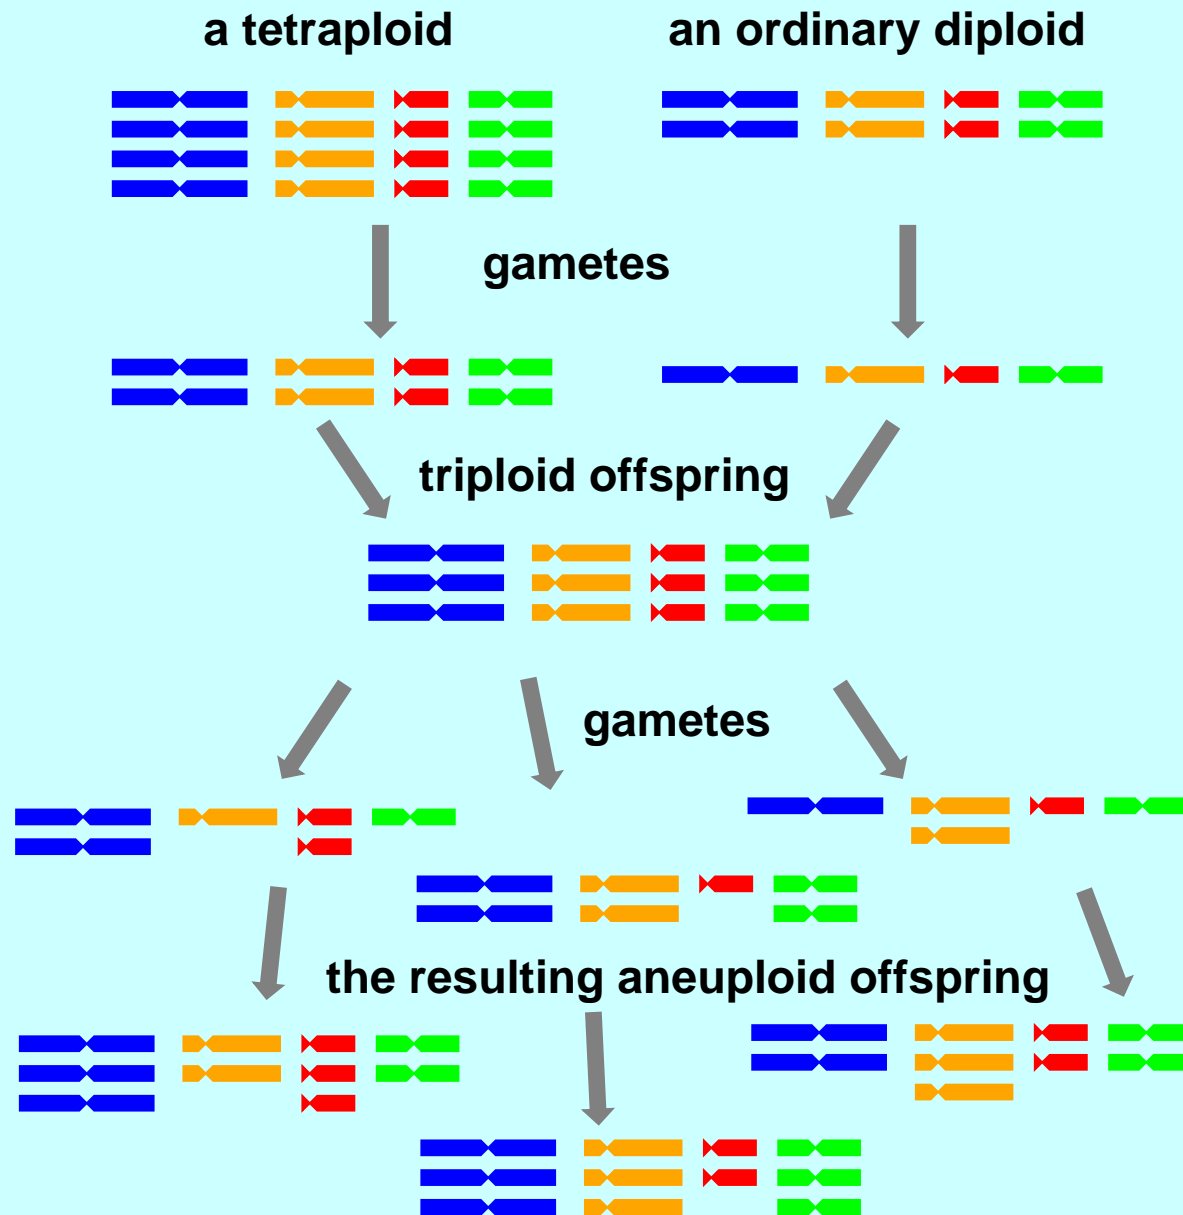 a tetraploid
an ordinary diploid
gametes
triploid offspring
gametes
the resulting aneuploid offspring